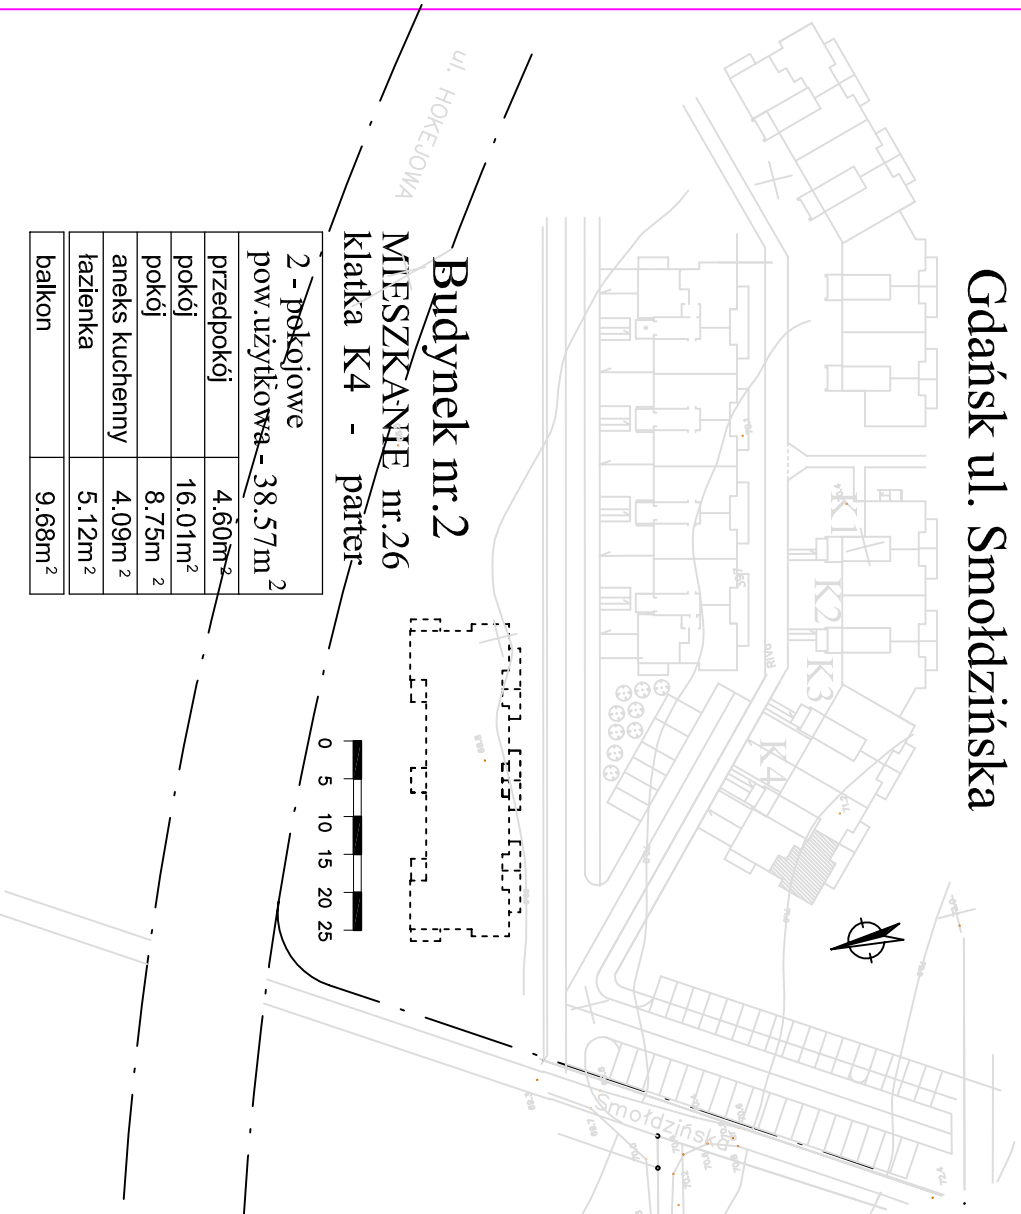 Gdańsk ul. Smołdzińska
Budynek nr.2
MIESZKANIE nr.26
klatka K4 - parter
2 - pokojowe
pow.użytkowa - 38.57m²
przedpokój 4.60m²
pokój 16.01m²
pokój 8.75m²
aneks kuchenny 4.09m²
łazienka 5.12m²
balkon 9.68m²
ul. HOKEJOWA
K1
K2
K3
K4
0 5 10 15 20 25
Smołdzińska